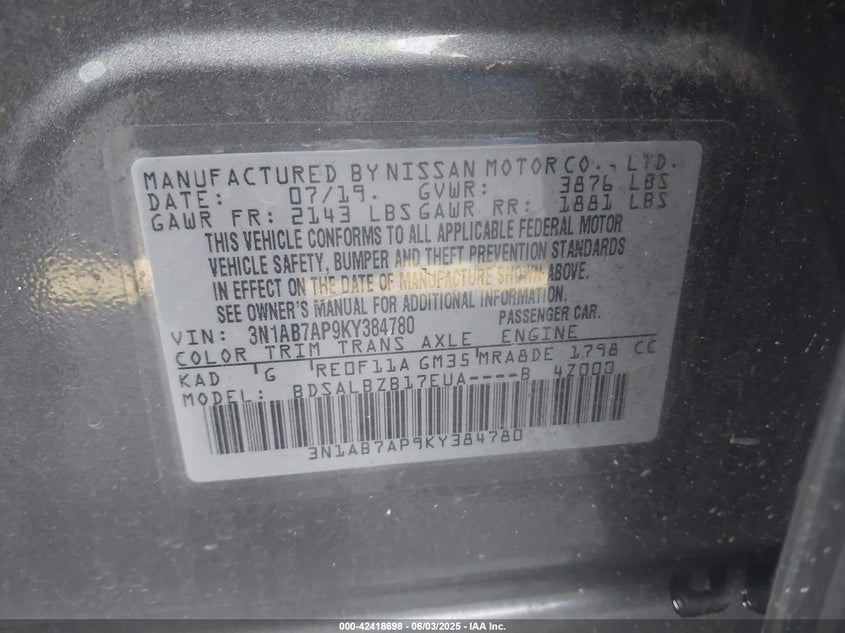 MANUFACTURED BY NISSAN MOTOR CO., LTD.
DATE: 07/19. GVWR: 3876 LBS
GAWR FR: 2143 LBS GAWR RR: 1881 LBS
THIS VEHICLE CONFORMS TO ALL APPLICABLE FEDERAL MOTOR
VEHICLE SAFETY, BUMPER AND THEFT PREVENTION STANDARDS
IN EFFECT ON THE DATE OF MANUFACTURE SHOWN ABOVE.
SEE OWNER'S MANUAL FOR ADDITIONAL INFORMATION.
VIN: 3N1AB7AP9KY384780 PASSENGER CAR.
COLOR TRIM TRANS AXLE ENGINE
KAD G RE0F11A GM35 MRA8DE 1798 CC
MODEL: BDSALBZB17EUA----B 4Z000
3N1AB7AP9KY384780
000-42418698 - 06/03/2025 - IAA Inc.